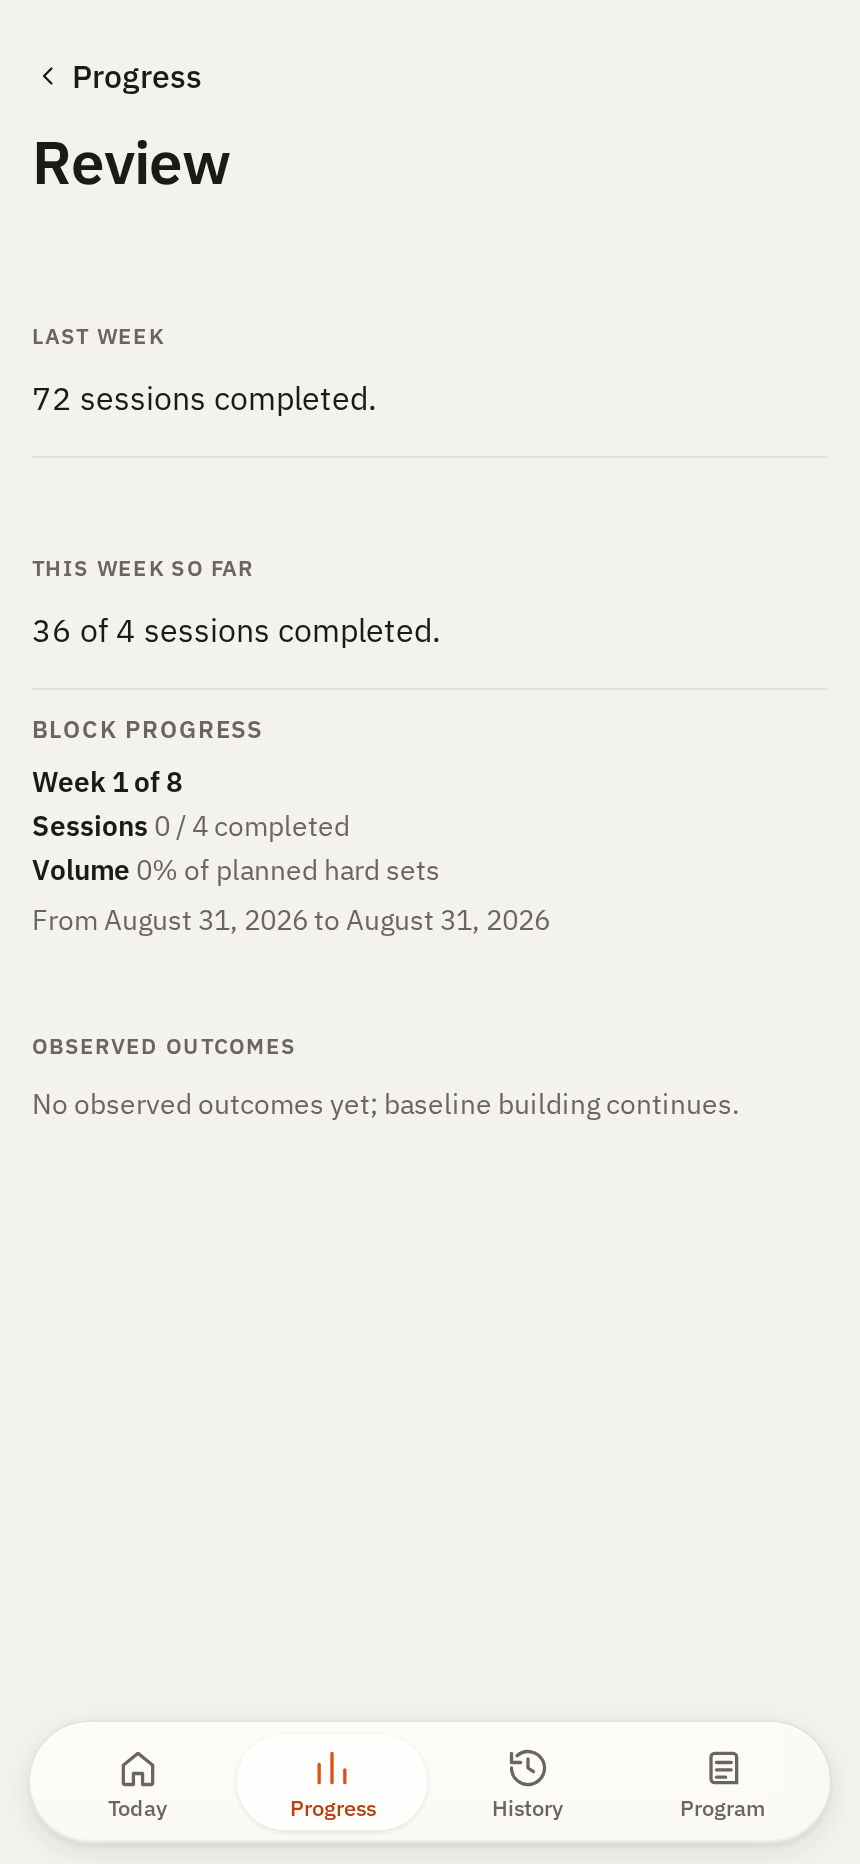 Progress
Review
LAST WEEK
72 sessions completed.
THIS WEEK SO FAR
36 of 4 sessions completed.
BLOCK PROGRESS
Week 1 of 8
Sessions 0 / 4 completed
Volume 0% of planned hard sets
From August 31, 2026 to August 31, 2026
OBSERVED OUTCOMES
No observed outcomes yet; baseline building continues.
Today
Progress
History
Program